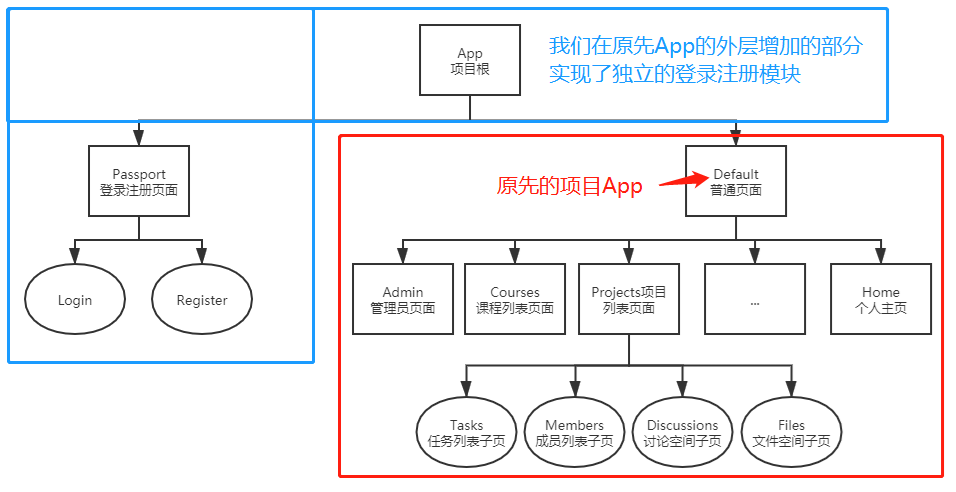 App
项目根
我们在原先App的外层增加的部分
实现了独立的登录注册模块
Passport
登录注册页面
原先的项目App
Default
普通页面
Login
Register
Admin
管理员页面
Courses
课程列表页面
Projects项目
列表页面
...
Home
个人主页
Tasks
任务列表子页
Members
成员列表子页
Discussions
讨论空间子页
Files
文件空间子页